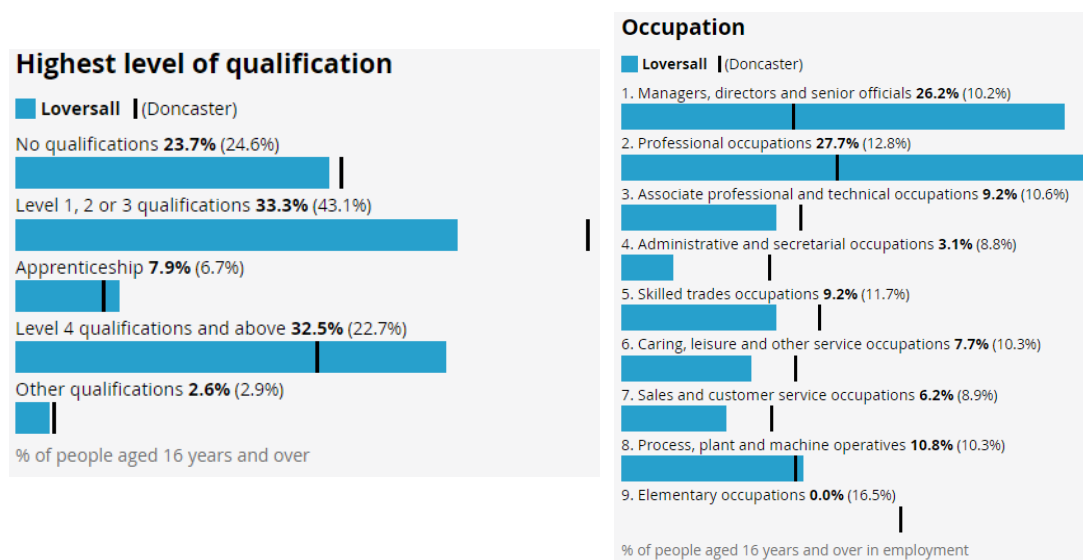 Highest level of qualification
Loversall (Doncaster)
No qualifications 23.7% (24.6%)
Level 1, 2 or 3 qualifications 33.3% (43.1%)
Apprenticeship 7.9% (6.7%)
Level 4 qualifications and above 32.5% (22.7%)
Other qualifications 2.6% (2.9%)
% of people aged 16 years and over
Occupation
Loversall (Doncaster)
1. Managers, directors and senior officials 26.2% (10.2%)
2. Professional occupations 27.7% (12.8%)
3. Associate professional and technical occupations 9.2% (10.6%)
4. Administrative and secretarial occupations 3.1% (8.8%)
5. Skilled trades occupations 9.2% (11.7%)
6. Caring, leisure and other service occupations 7.7% (10.3%)
7. Sales and customer service occupations 6.2% (8.9%)
8. Process, plant and machine operatives 10.8% (10.3%)
9. Elementary occupations 0.0% (16.5%)
% of people aged 16 years and over in employment